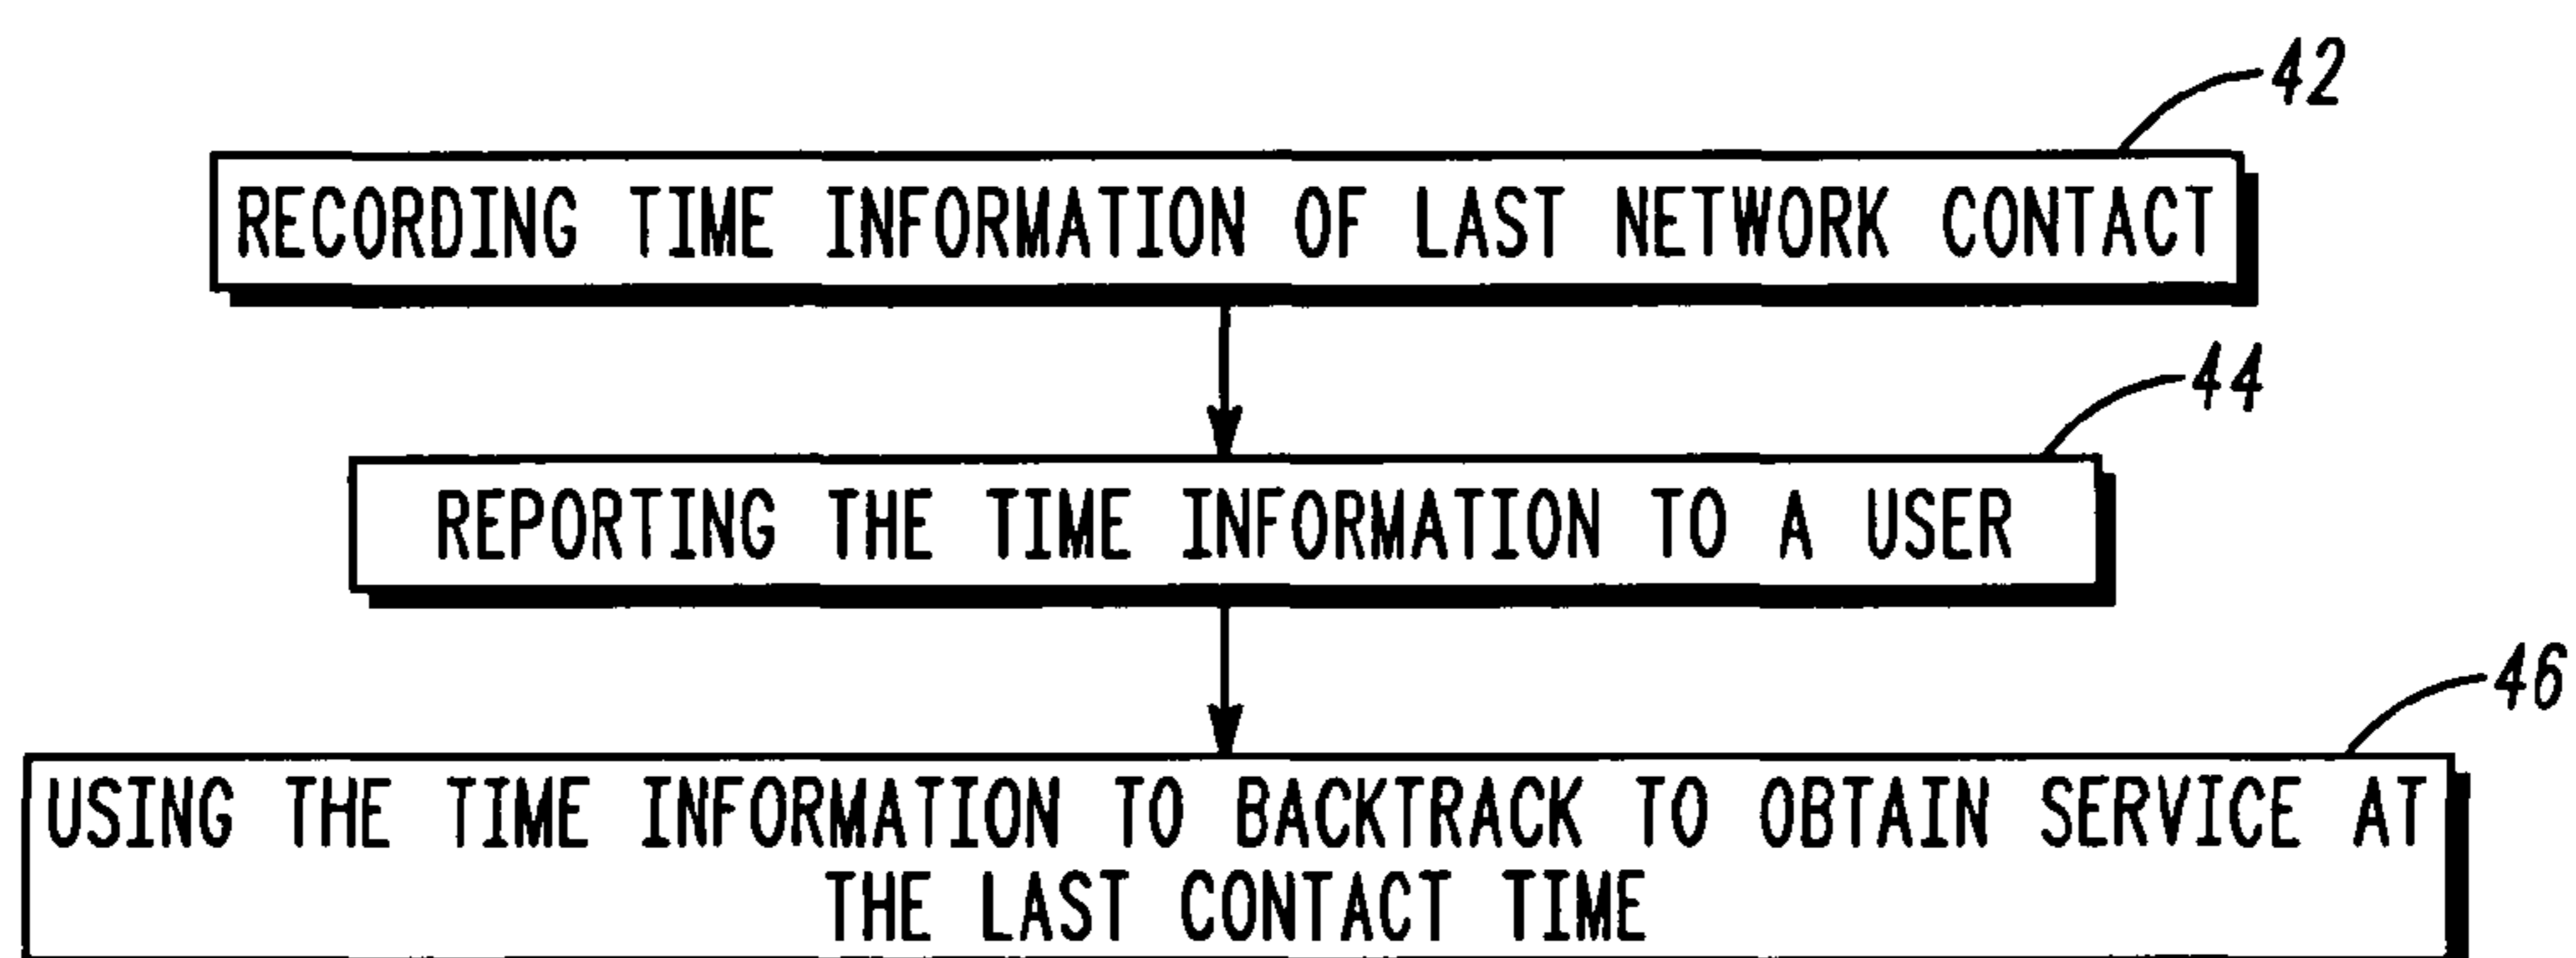 42
RECORDING TIME INFORMATION OF LAST NETWORK CONTACT
44
REPORTING THE TIME INFORMATION TO A USER
46
USING THE TIME INFORMATION TO BACKTRACK TO OBTAIN SERVICE AT
THE LAST CONTACT TIME